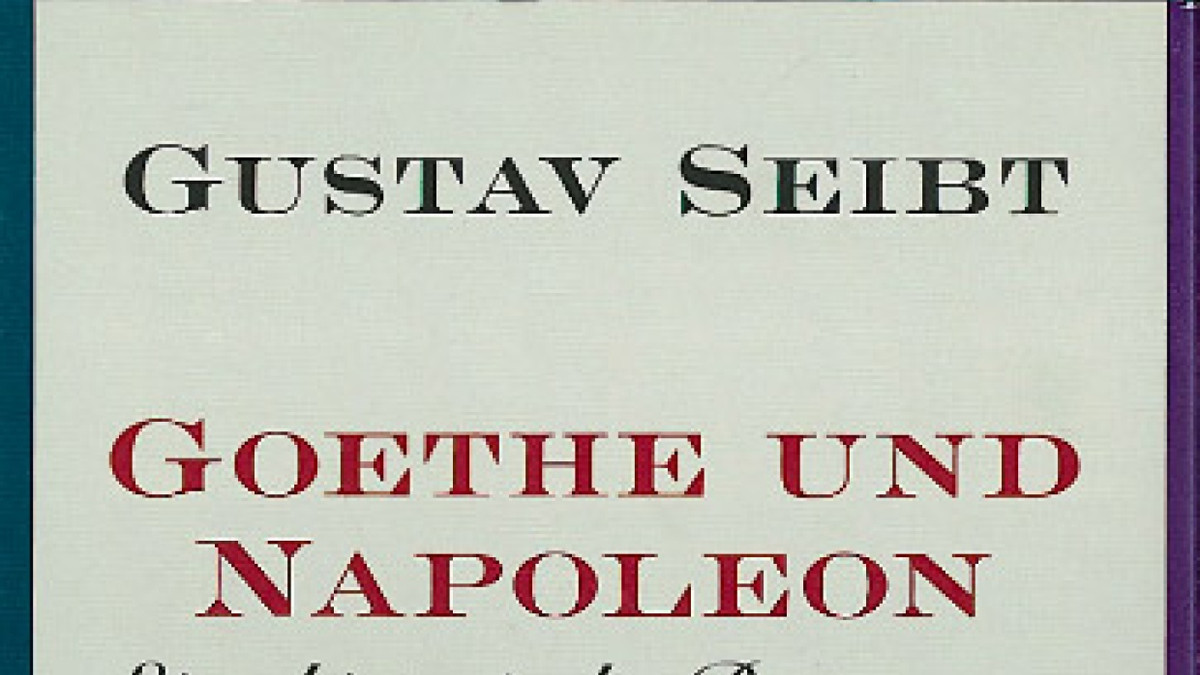 GUSTAV SEIBT
GOETHE UND
NAPOLEON